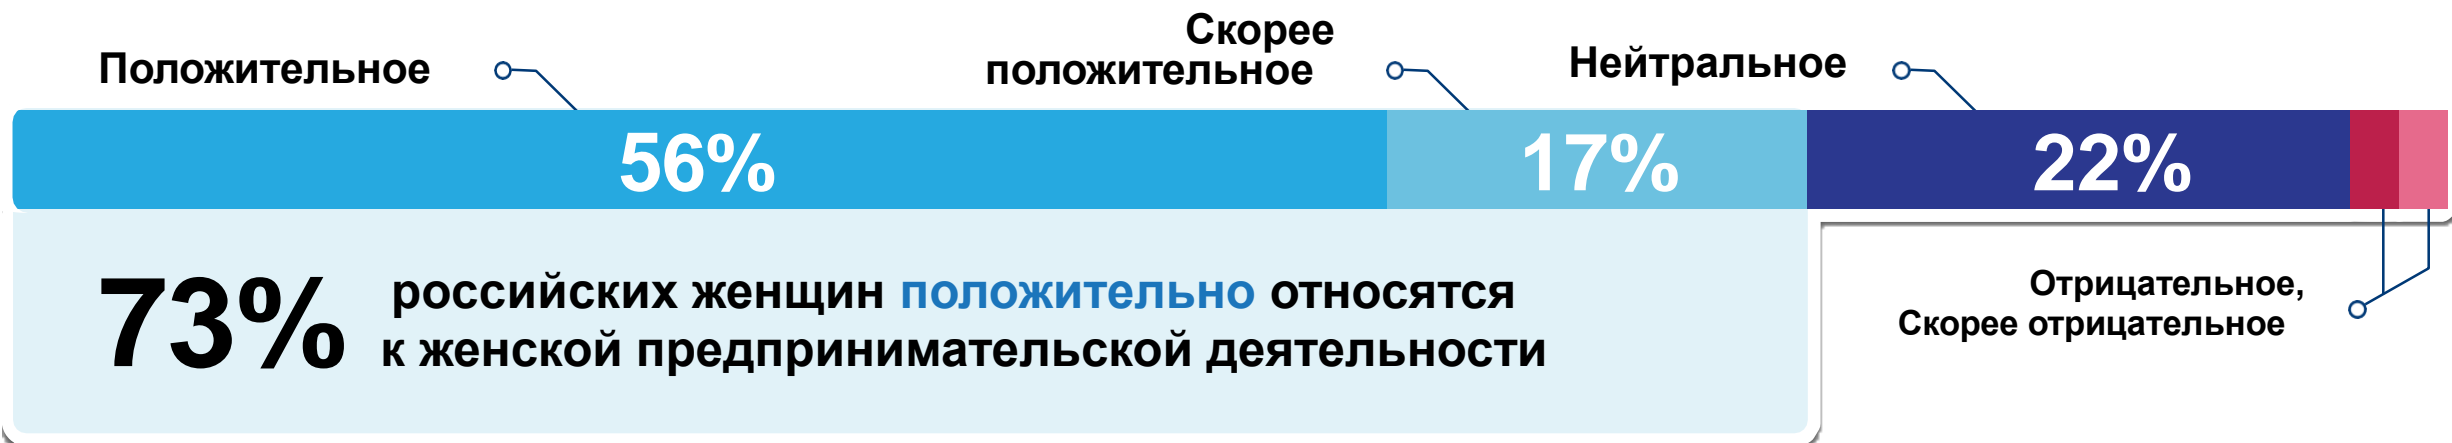 Положительное
Скорее
положительное
Нейтральное
56%
17%
22%
73%
российских женщин положительно относятся
к женской предпринимательской деятельности
Отрицательное,
Скорее отрицательное